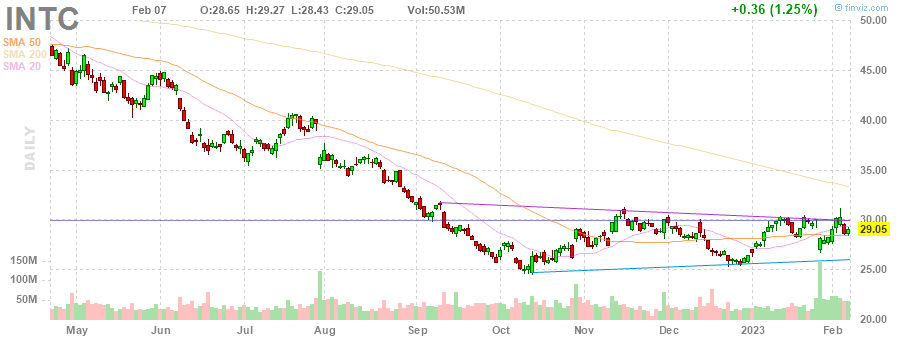 INTC
Feb 07 O:28.65 H:29.27 L:28.43 C:29.05 Vol:50.53M
+0.36 (1.25%)
© finviz.com
SMA 50
SMA 200
SMA 20
DAILY
50.00
45.00
40.00
35.00
30.00
29.05
25.00
20.00
150M
100M
50M
May Jun Jul Aug Sep Oct Nov Dec 2023 Feb